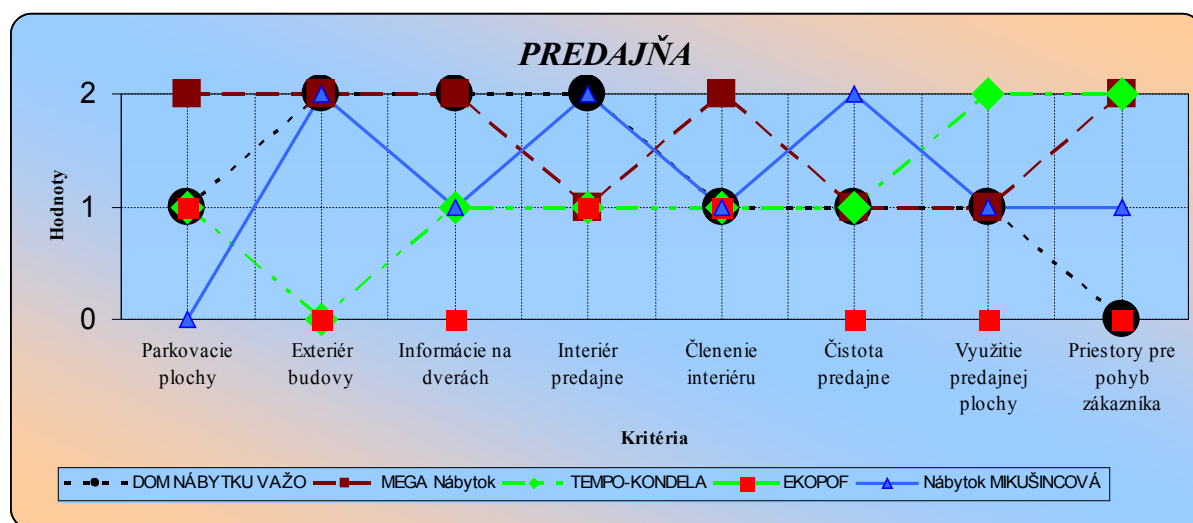 PREDAJŇA
Hodnoty
2
1
0
Parkovacie
plochy
Exteriér
budovy
Informácie na
dverách
Interiér
predajne
Členenie
interiéru
Čistota
predajne
Využitie
predajnej
plochy
Priestory pre
pohyb
zákazníka
Kritéria
DOM NÁBYTKU VAŽO
MEGA Nábytok
TEMPO-KONDELA
EKOPOF
Nábytok MIKUŠINCOVÁ